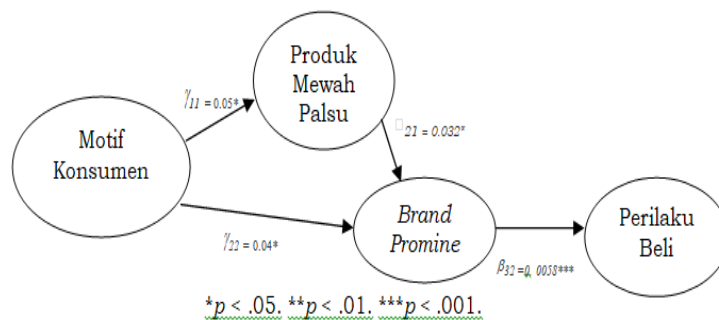 Produk
Mewah
Palsu
γ11 = 0.05*
Motif
Konsumen
□21 = 0.032*
γ22 = 0.04*
Brand
Promine
Perilaku
Beli
β32 =0, 0058***
*p < .05. **p < .01. ***p < .001.